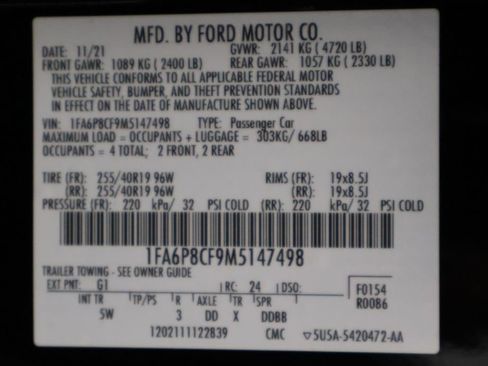 MFD. BY FORD MOTOR CO.
DATE: 11/21 GVWR: 2141 KG (4720 LB)
FRONT GAWR: 1089 KG (2400 LB) REAR GAWR: 1057 KG (2330 LB)
THIS VEHICLE CONFORMS TO ALL APPLICABLE FEDERAL MOTOR
VEHICLE SAFETY, BUMPER, AND THEFT PREVENTION STANDARDS
IN EFFECT ON THE DATE OF MANUFACTURE SHOWN ABOVE.
VIN: 1FA6P8CF9M5147498 TYPE: Passenger Car
MAXIMUM LOAD = OCCUPANTS + LUGGAGE = 303KG/ 668LB
OCCUPANTS = 4 TOTAL; 2 FRONT, 2 REAR
TIRE (FR): 255/40R19 96W RIMS (FR): 19x8.5J
(RR): 255/40R19 96W (RR): 19x8.5J
PRESSURE (FR): 220 kPa/ 32 PSI COLD (RR): 220 kPa/ 32 PSI COLD
1FA6P8CF9M5147498
TRAILER TOWING - SEE OWNER GUIDE
EXT PNT: G1 RC: 24 DSO: F0154
INT TR TP/PS R AXLE TR SPR R0086
5W 3 DD X DDBB
1202111122839 CMC ▽5U5A-5420472-AA